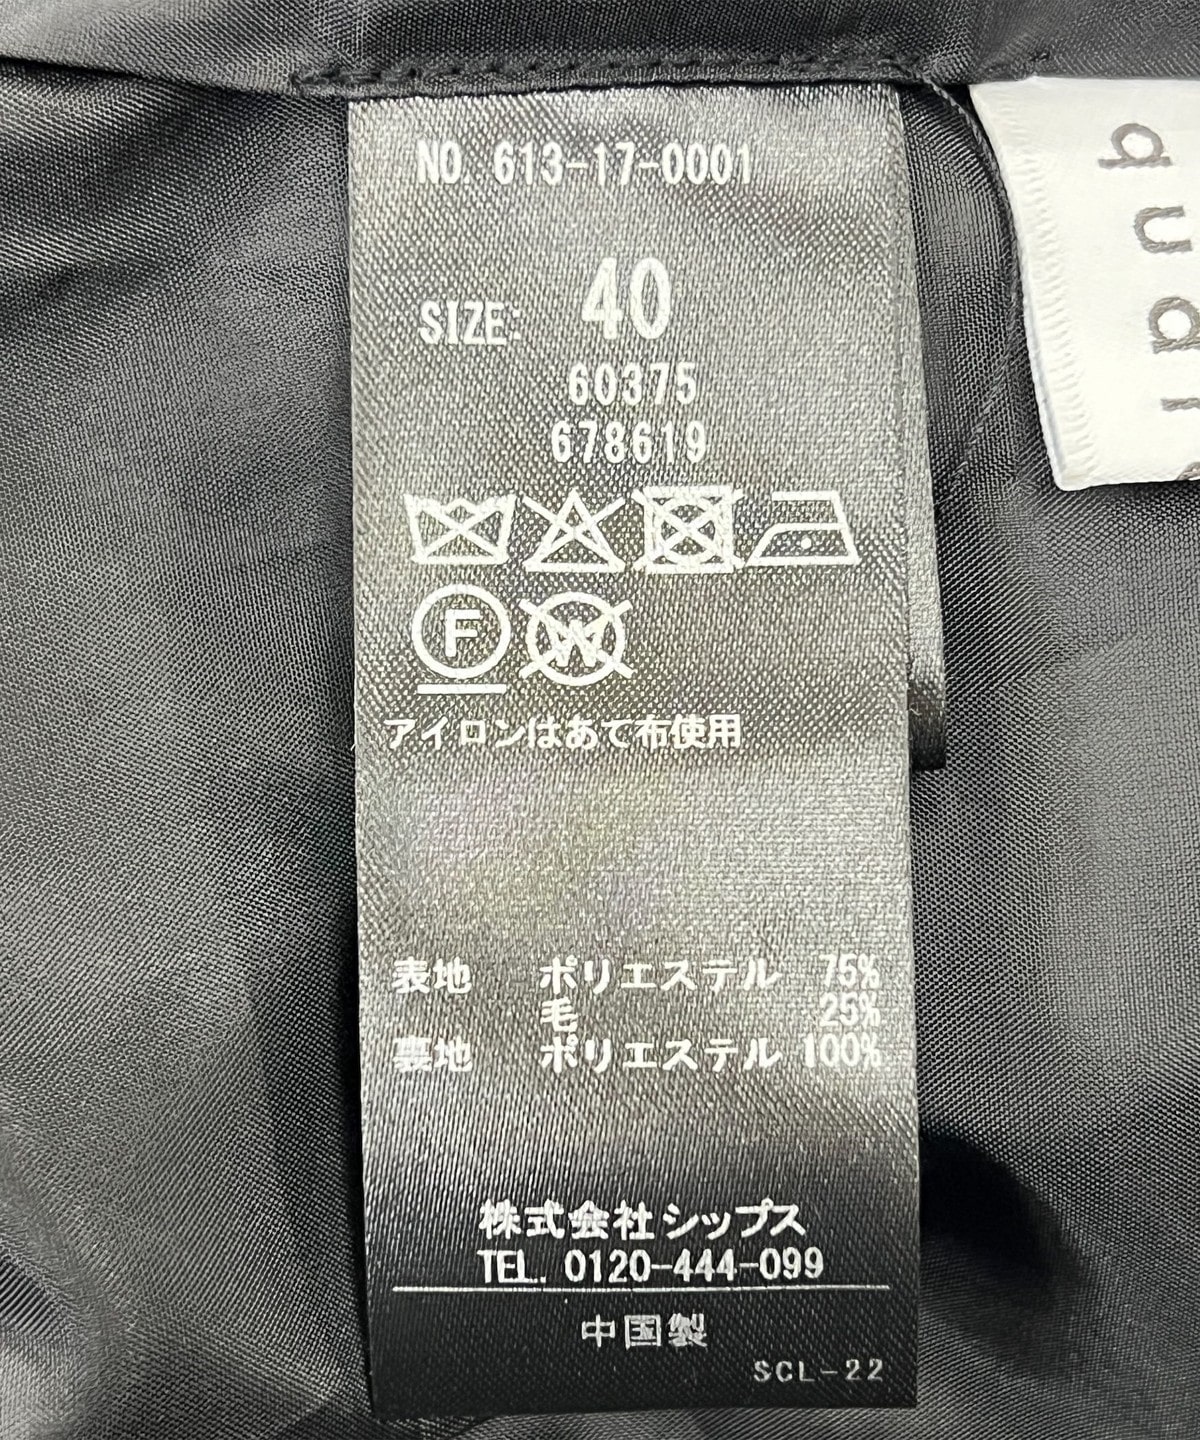 NO. 613-17-0001
SIZE: 40
60375
678619
F
W
アイロンはあて布使用
表地 ポリエステル 75%
毛 25%
裏地 ポリエステル 100%
株式会社シップス
TEL. 0120-444-099
中国製
SCL-22